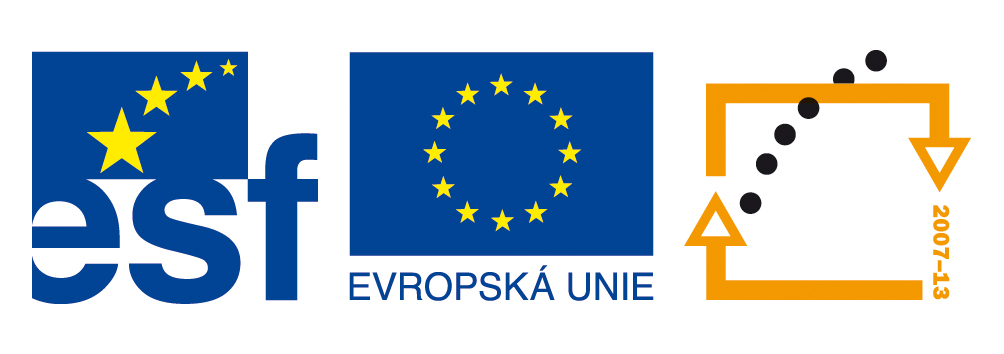 esf
EVROPSKÁ UNIE
2007-13